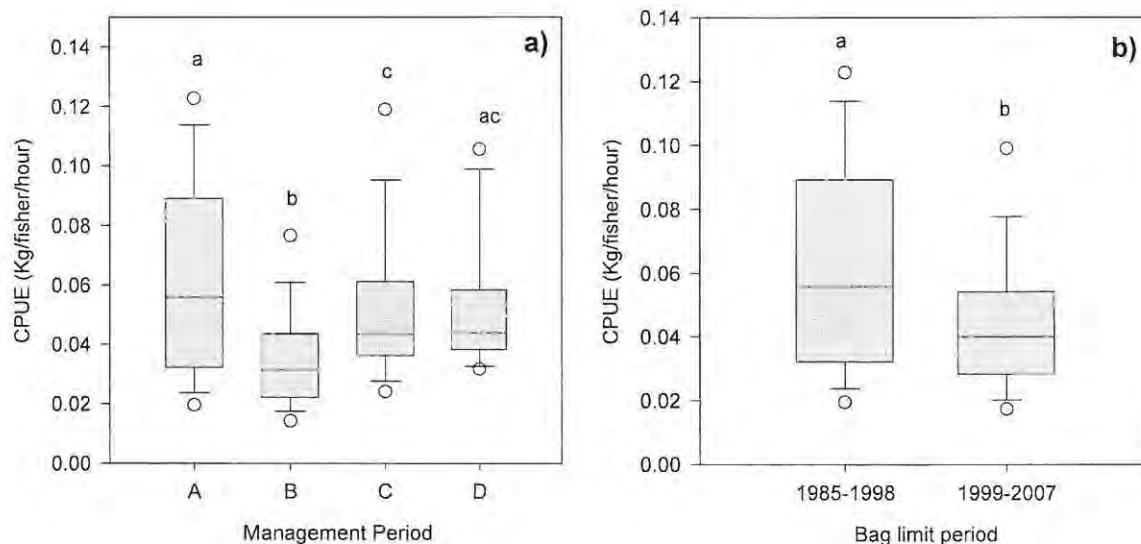 a)
0.14
0.12
0.10
0.08
0.06
0.04
0.02
0.00
CPUE (Kg/fisher/hour)
a
b
c
ac
A B C D
Management Period
b)
0.14
0.12
0.10
0.08
0.06
0.04
0.02
0.00
CPUE (Kg/fisher/hour)
a
b
1985-1998 1999-2007
Bag limit period